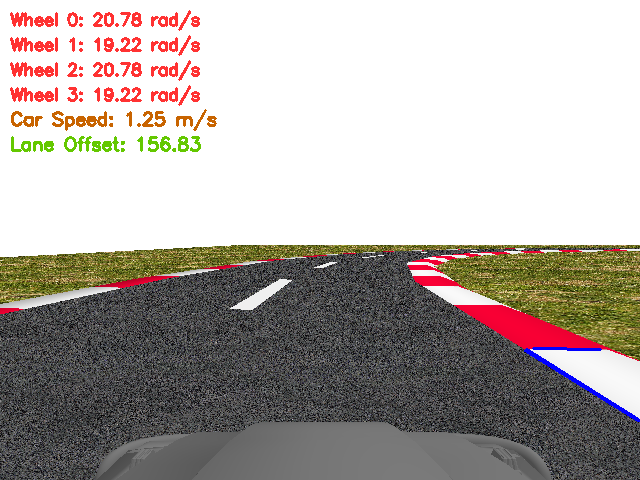 Wheel 0: 20.78 rad/s
Wheel 1: 19.22 rad/s
Wheel 2: 20.78 rad/s
Wheel 3: 19.22 rad/s
Car Speed: 1.25 m/s
Lane Offset: 156.83